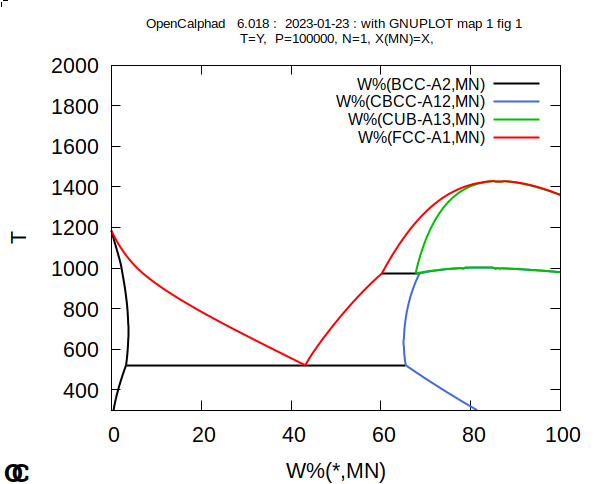 OpenCalphad 6.018 : 2023-01-23 : with GNUPLOT map 1 fig 1
T=Y, P=100000, N=1, X(MN)=X,
2000
W%(BCC-A2,MN)
1800
W%(CBCC-A12,MN)
W%(CUB-A13,MN)
1600
W%(FCC-A1,MN)
1400
1200
T
1000
800
600
400
0 20 40 60 80 100
W%(*,MN)
OC